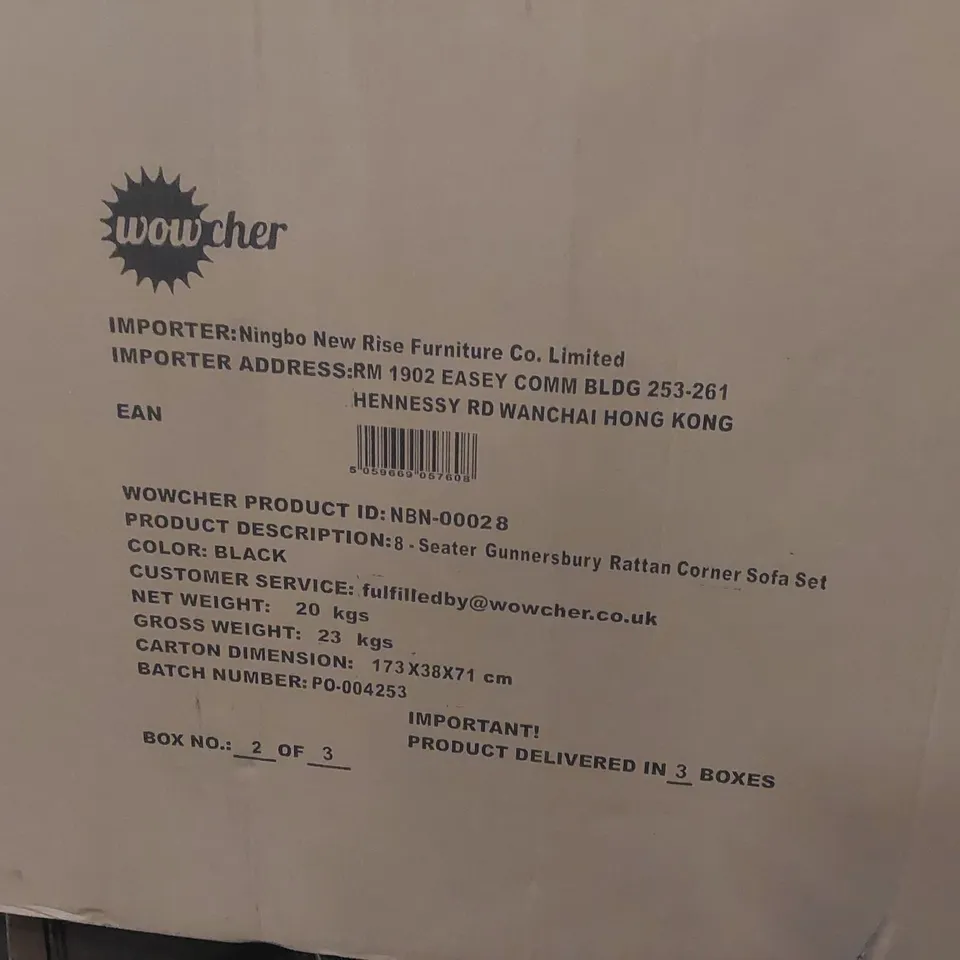 wowcher
IMPORTER:Ningbo New Rise Furniture Co. Limited
IMPORTER ADDRESS:RM 1902 EASEY COMM BLDG 253-261
HENNESSY RD WANCHAI HONG KONG
EAN
5 059669 057608
WOWCHER PRODUCT ID: NBN-00028
PRODUCT DESCRIPTION:8 - Seater Gunnersbury Rattan Corner Sofa Set
COLOR: BLACK
CUSTOMER SERVICE: fulfilledby@wowcher.co.uk
NET WEIGHT: 20 kgs
GROSS WEIGHT: 23 kgs
CARTON DIMENSION: 173X38X71 cm
BATCH NUMBER: PO-004253
IMPORTANT!
BOX NO.: 2 OF 3
PRODUCT DELIVERED IN 3 BOXES